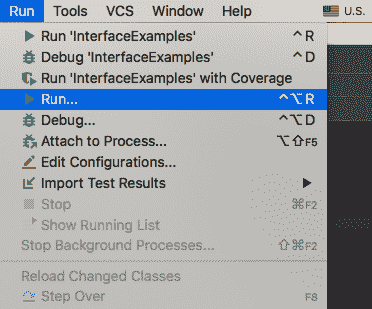 Run Tools VCS Window Help U.S.
Run 'InterfaceExamples' ^R
Debug 'InterfaceExamples' ^D
Run 'InterfaceExamples' with Coverage
Run... ^⌥R
Debug... ^⌥D
Attach to Process... ⌥⇧F5
Edit Configurations...
Import Test Results ▶
Stop ⌘F2
Show Running List
Stop Background Processes... ⇧⌘F2
Reload Changed Classes
Step Over F8